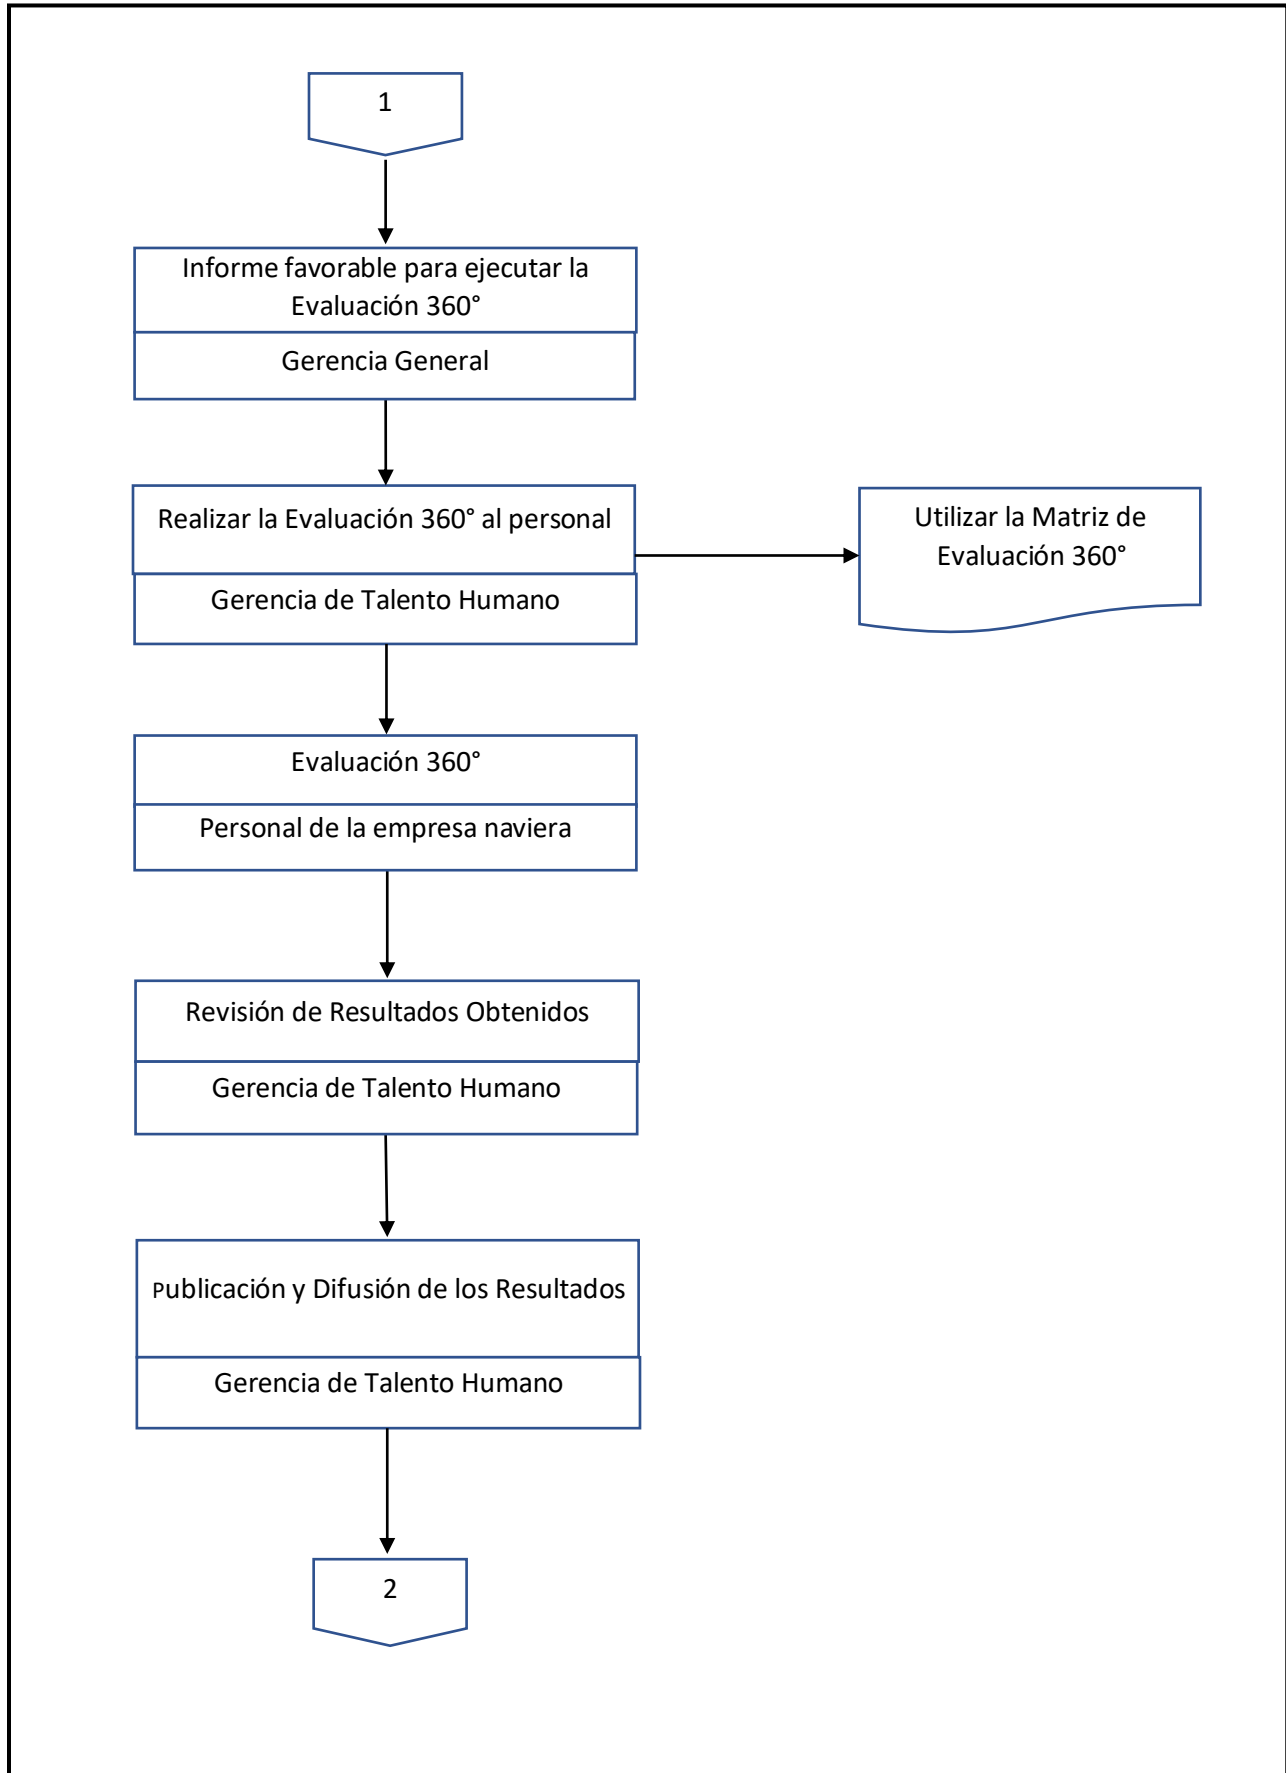 1
Informe favorable para ejecutar la
Evaluación 360°
Gerencia General
Realizar la Evaluación 360° al personal
Gerencia de Talento Humano
Utilizar la Matriz de
Evaluación 360°
Evaluación 360°
Personal de la empresa naviera
Revisión de Resultados Obtenidos
Gerencia de Talento Humano
Publicación y Difusión de los Resultados
Gerencia de Talento Humano
2